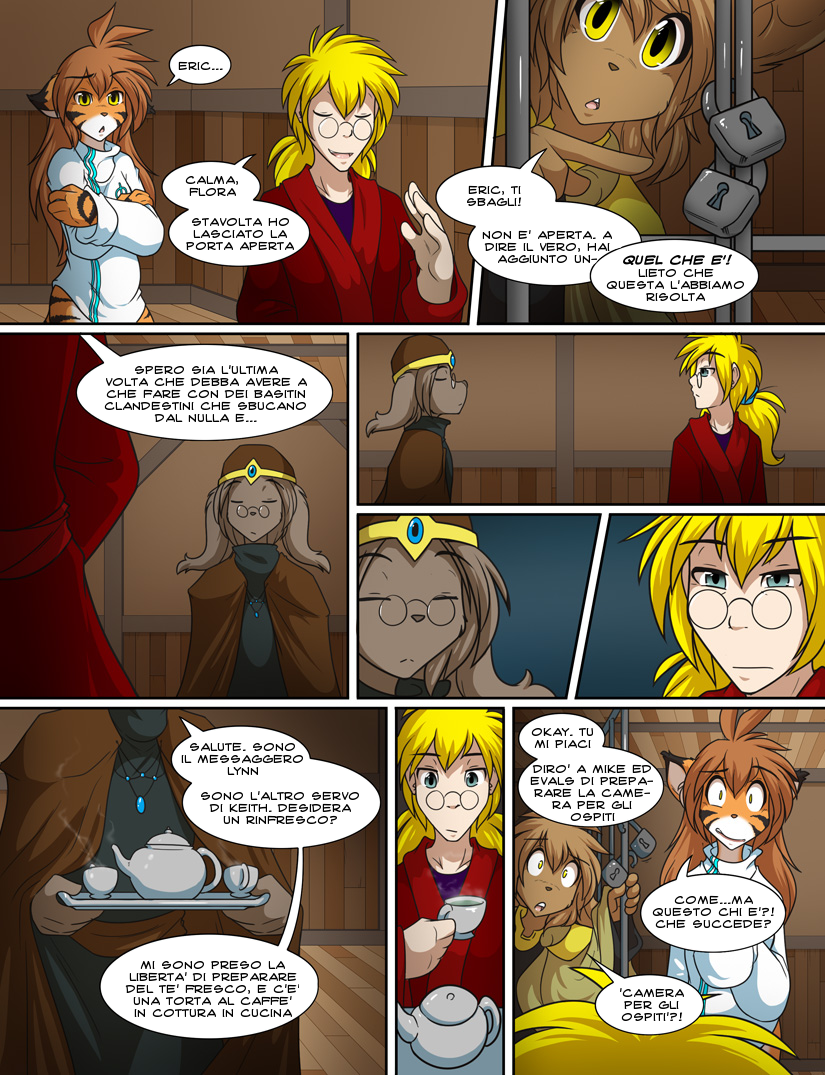 ERIC...
CALMA,
FLORA
STAVOLTA HO
LASCIATO LA
PORTA APERTA
ERIC, TI
SBAGLI!
NON E' APERTA. A
DIRE IL VERO, HAI
AGGIUNTO UN-
QUEL CHE E'!
LIETO CHE
QUESTA L'ABBIAMO
RISOLTA
SPERO SIA L'ULTIMA
VOLTA CHE DEBBA AVERE A
CHE FARE CON DEI BASITIN
CLANDESTINI CHE SBUCANO
DAL NULLA E...
SALUTE. SONO
IL MESSAGGERO
LYNN
SONO L'ALTRO SERVO
DI KEITH. DESIDERA
UN RINFRESCO?
MI SONO PRESO LA
LIBERTA' DI PREPARARE
DEL TE' FRESCO, E C'E'
UNA TORTA AL CAFFE'
IN COTTURA IN CUCINA
OKAY. TU
MI PIACI
DIRO' A MIKE ED
EVALS DI PREPA-
RARE LA CAME-
RA PER GLI
OSPITI
COME...MA
QUESTO CHI E'?!
CHE SUCCEDE?
'CAMERA
PER GLI
OSPITI'?!